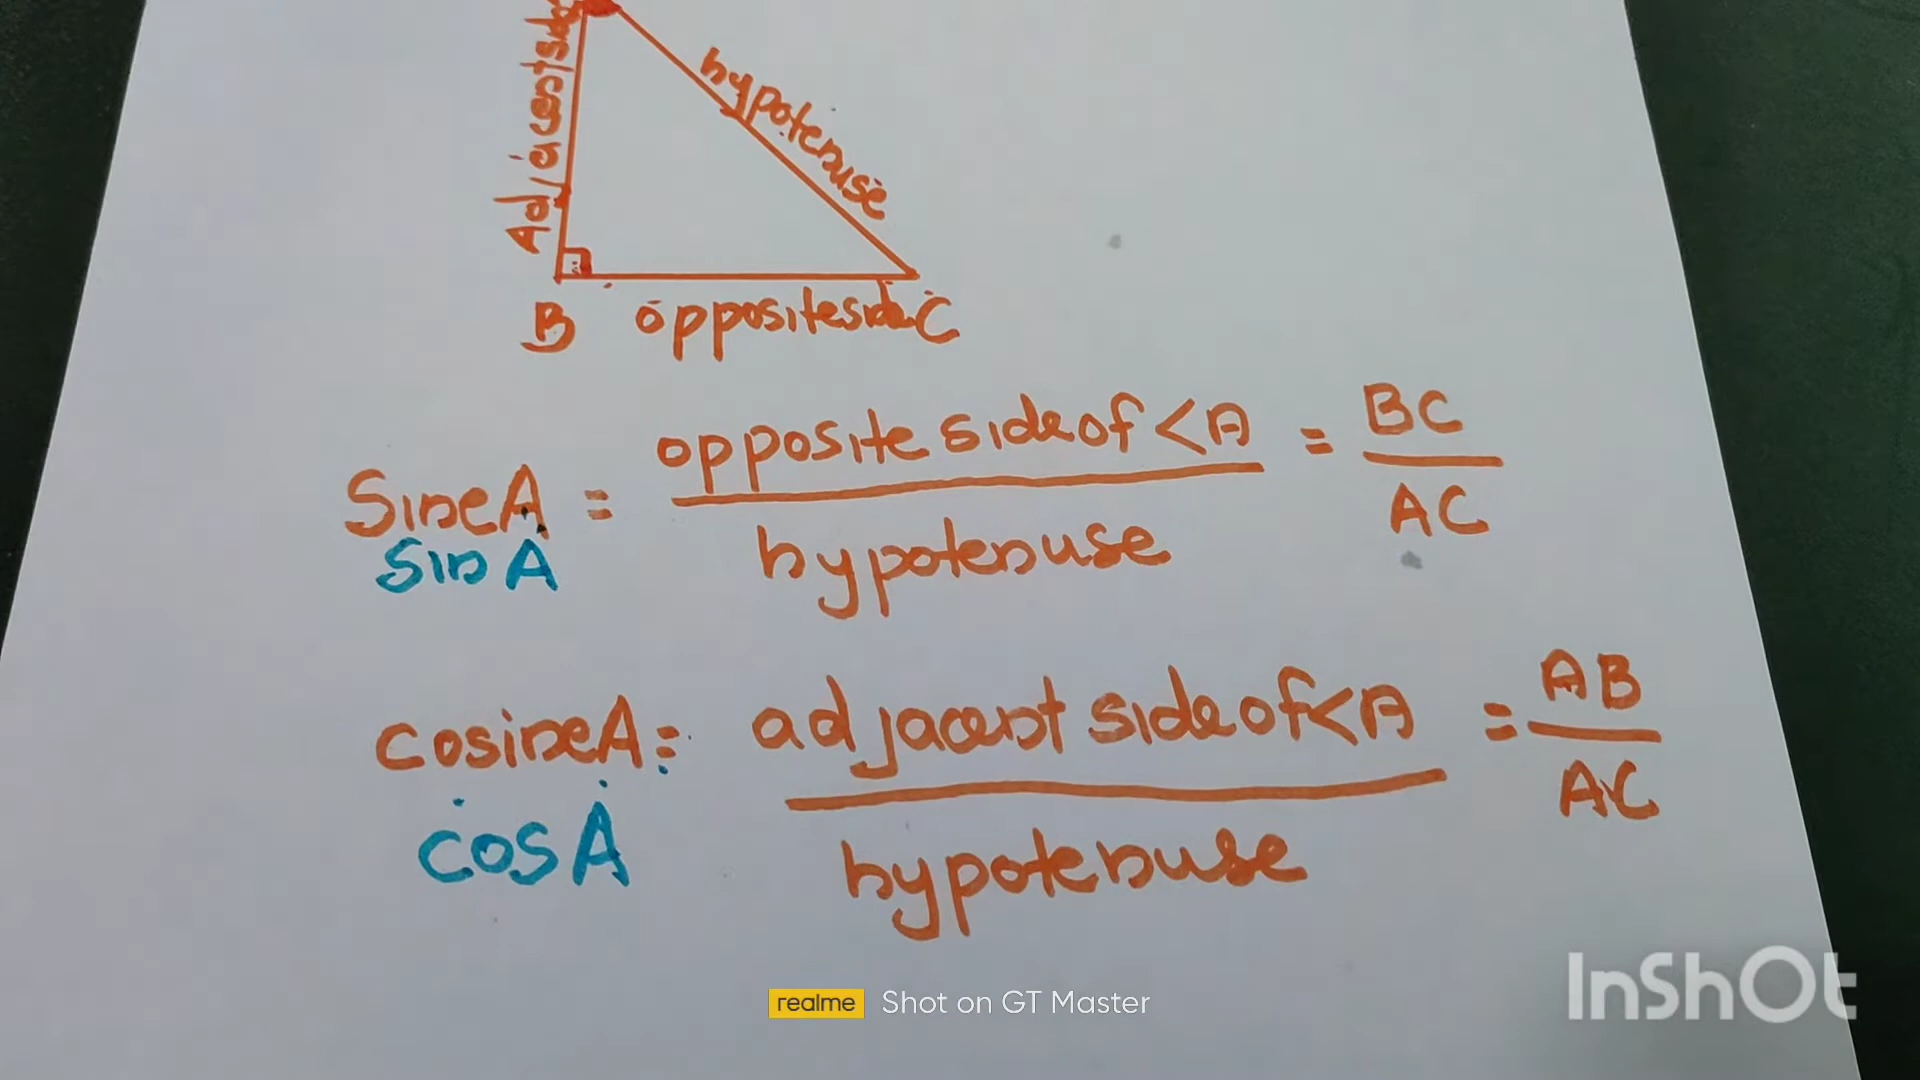 Adjacent side
hypotenuse
B opposite side C
Sine A = opposite side of <A = BC
hypotenuse AC
Sin A
cosine A = adjacent side of <A = AB
hypotenuse AC
cos A
realme Shot on GT Master
InShOt